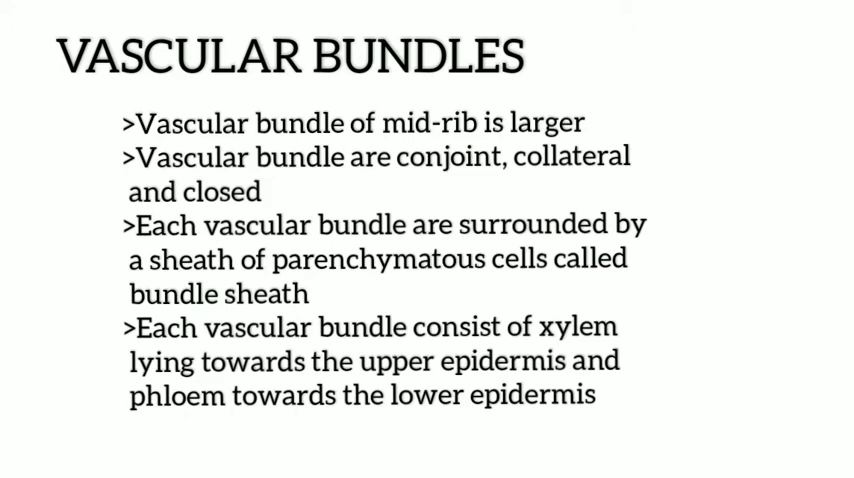 VASCULAR BUNDLES
>Vascular bundle of mid-rib is larger
>Vascular bundle are conjoint, collateral
and closed
>Each vascular bundle are surrounded by
a sheath of parenchymatous cells called
bundle sheath
>Each vascular bundle consist of xylem
lying towards the upper epidermis and
phloem towards the lower epidermis